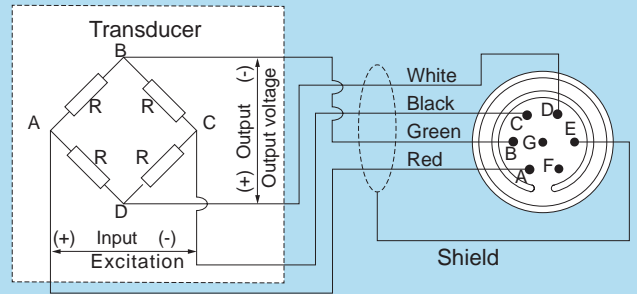 Transducer
B
R
R
A
C
R
R
D
(-)
Output
(+)
Output voltage
(+) Input (-)
Excitation
White
Black
Green
Red
Shield
D
C
E
G
B
A
F